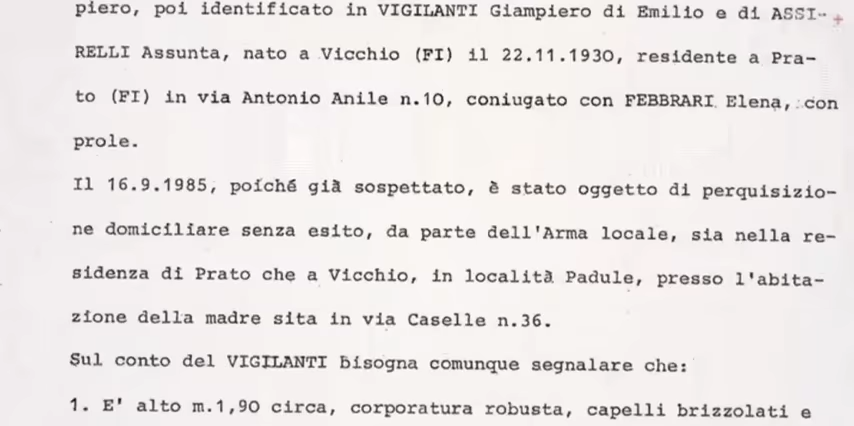 piero, poi identificato in VIGILANTI Giampiero di Emilio e di ASSI-
RELLI Assunta, nato a Vicchio (FI) il 22.11.1930, residente a Pra-
to (FI) in via Antonio Anile n.10, coniugato con FEBBRARI Elena, con
prole.
Il 16.9.1985, poiché già sospettato, è stato oggetto di perquisizio-
ne domiciliare senza esito, da parte dell'Arma locale, sia nella re-
sidenza di Prato che a Vicchio, in località Padule, presso l'abita-
zione della madre sita in via Caselle n.36.
Sul conto del VIGILANTI bisogna comunque segnalare che:
1. E' alto m.1,90 circa, corporatura robusta, capelli brizzolati e